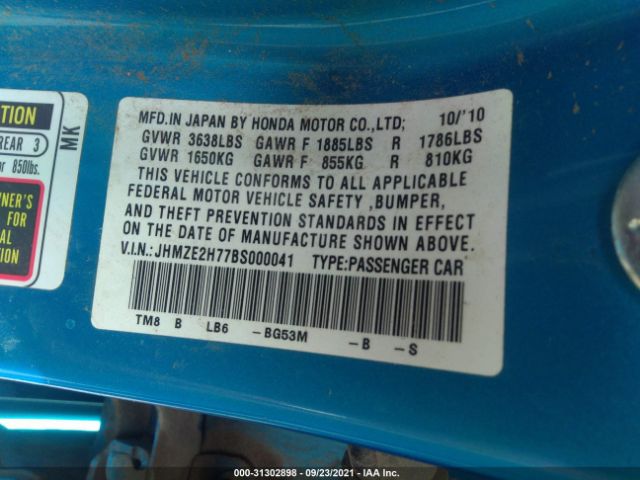 TION
REAR 3
or 850lbs.
MK
NER'S
FOR
AL
TION
MFD.IN JAPAN BY HONDA MOTOR CO.,LTD; 10/'10
GVWR 3638LBS GAWR F 1885LBS R 1786LBS
GVWR 1650KG GAWR F 855KG R 810KG
THIS VEHICLE CONFORMS TO ALL APPLICABLE
FEDERAL MOTOR VEHICLE SAFETY ,BUMPER,
AND THEFT PREVENTION STANDARDS IN EFFECT
ON THE DATE OF MANUFACTURE SHOWN ABOVE.
V.I.N.: JHMZE2H77BS000041 TYPE:PASSENGER CAR
TM8 B LB6 -BG53M -B -S
000-31302898 - 09/23/2021 - IAA Inc.